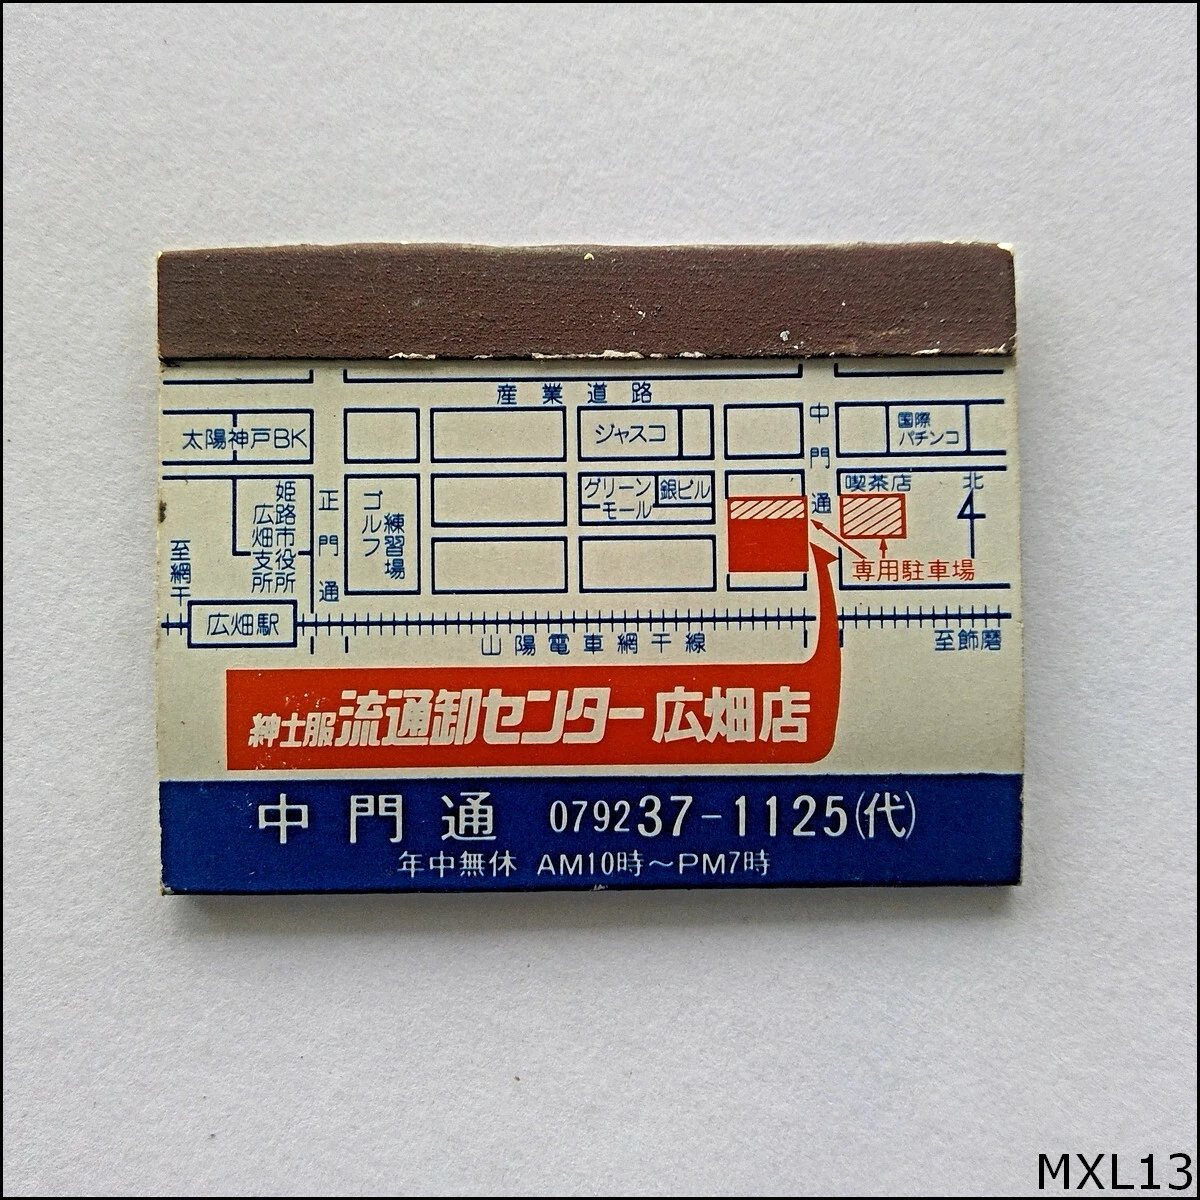 産業道路
太陽神戸BK
ジャスコ
中門通
国際
パチンコ
姫路市役所
広畑支所
正門通
ゴルフ
練習場
グリーン
モール
銀ビル
喫茶店
北
専用駐車場
至網干
広畑駅
山陽電車網干線
至飾磨
紳士服流通卸センター広畑店
中門通 07923​7-1125(代)
年中無休 AM10時～PM7時
MXL13